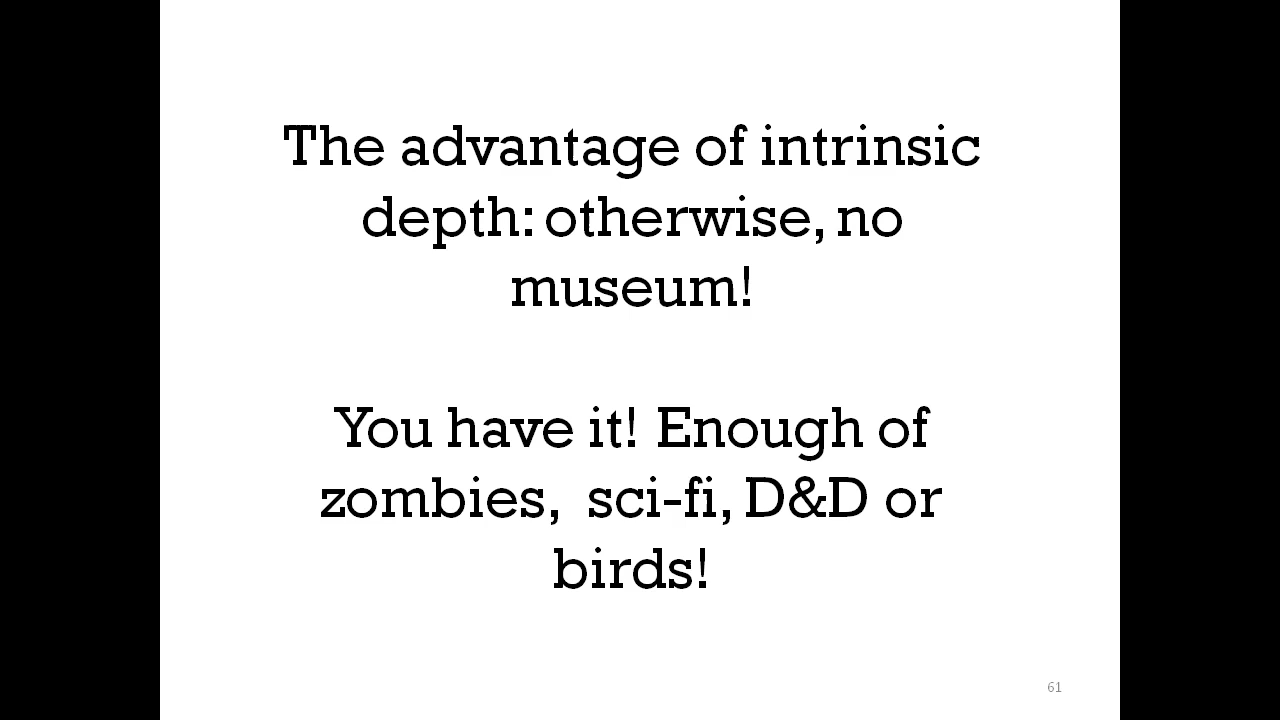 The advantage of intrinsic
depth: otherwise, no
museum!
You have it! Enough of
zombies,  sci-fi, D&D or
birds!
61